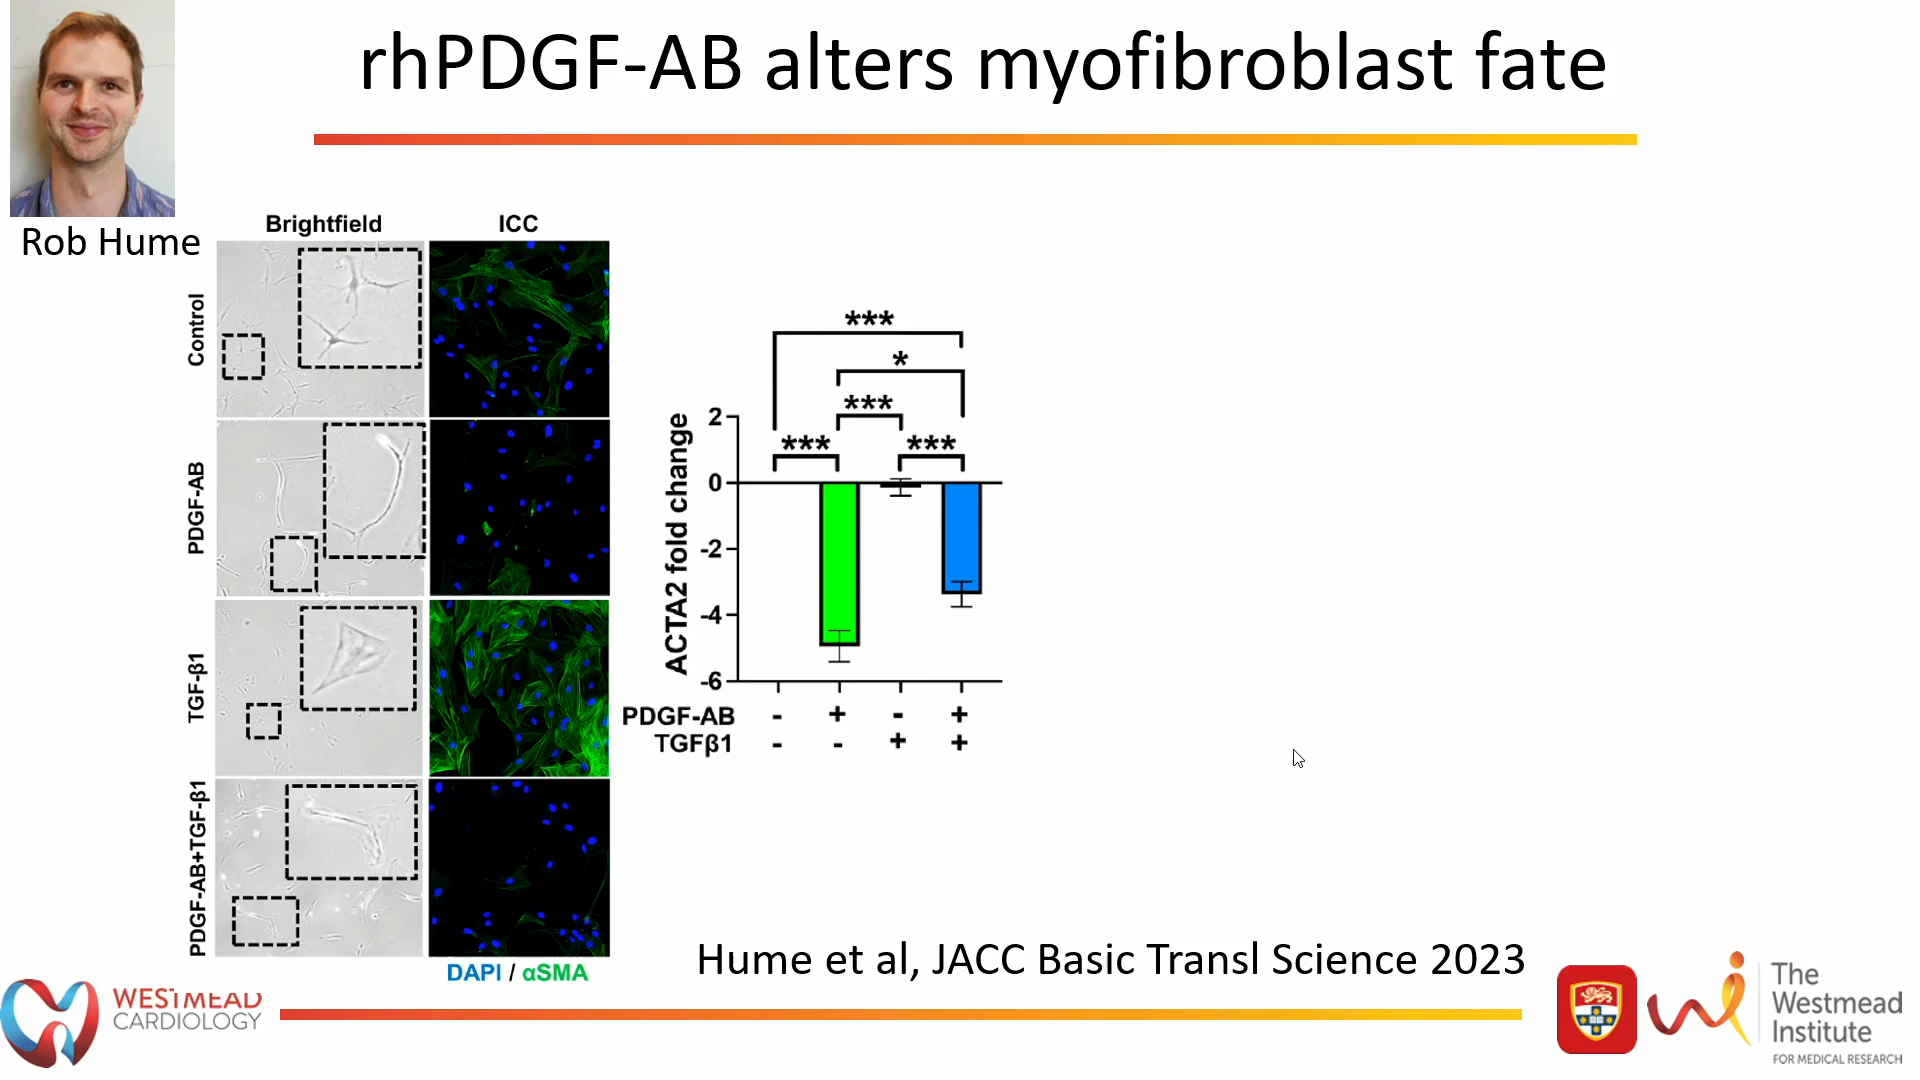 rhPDGF-AB alters myofibroblast fate
Rob Hume
Brightfield
ICC
Control
PDGF-AB
TGF-β1
PDGF-AB+TGF-β1
DAPI / αSMA
***
*
***
*** ***
ACTA2 fold change
2
0
-2
-4
-6
PDGF-AB - + - +
TGFβ1 - - + +
Hume et al, JACC Basic Transl Science 2023
WESTMEAD
CARDIOLOGY
The
Westmead
Institute
FOR MEDICAL RESEARCH